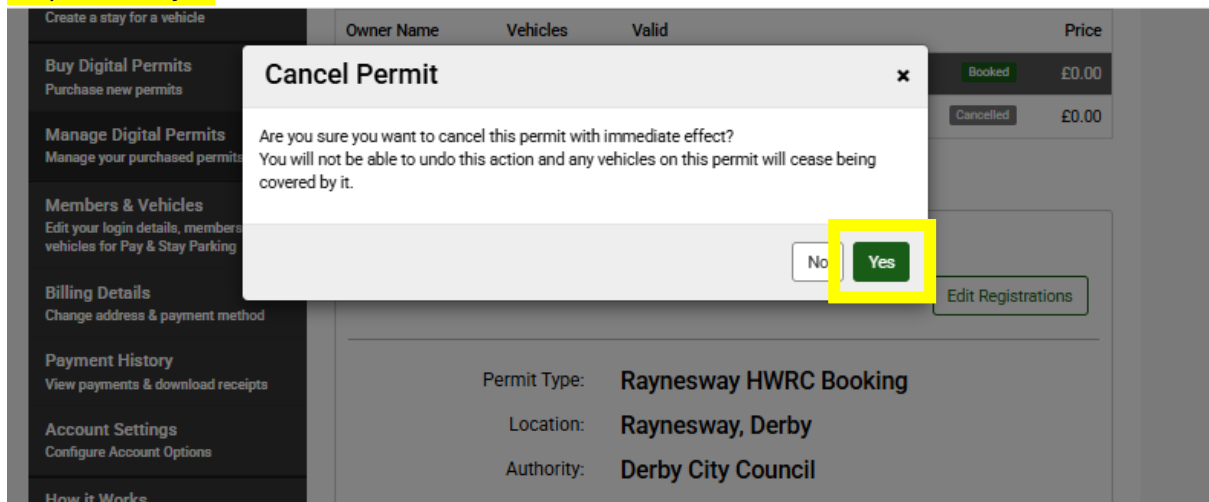 Create a stay for a vehicle
Buy Digital Permits
Purchase new permits
Manage Digital Permits
Manage your purchased permits
Members & Vehicles
Edit your login details, members
vehicles for Pay & Stay Parking
Billing Details
Change address & payment method
Payment History
View payments & download receipts
Account Settings
Configure Account Options
How it Works
Owner Name Vehicles Valid Price
Booked £0.00
Cancelled £0.00
Cancel Permit ×
Are you sure you want to cancel this permit with immediate effect?
You will not be able to undo this action and any vehicles on this permit will cease being
covered by it.
No Yes
Edit Registrations
Permit Type: Raynesway HWRC Booking
Location: Raynesway, Derby
Authority: Derby City Council